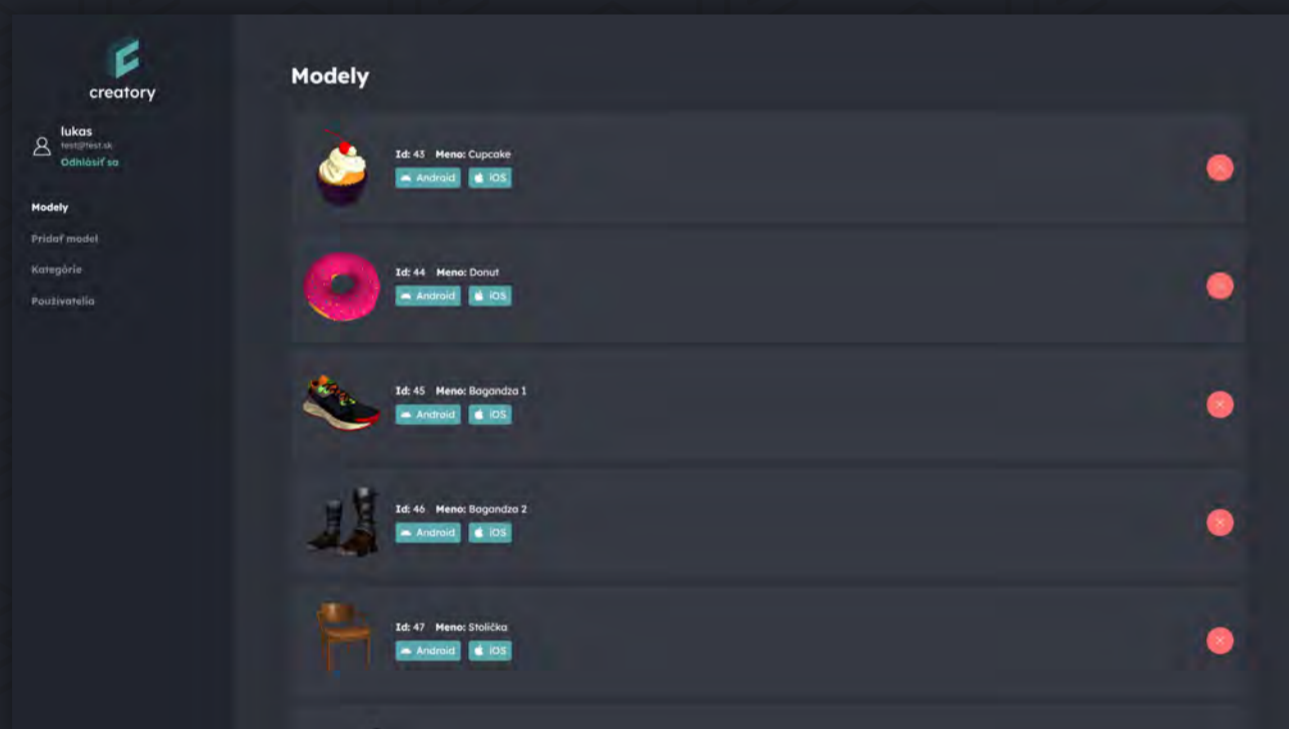 creatory
lukas
test@test.sk
Odhlásiť sa
Modely
Pridať model
Kategórie
Používatelia
Modely
Id: 43 Meno: Cupcake
Android iOS
Id: 44 Meno: Donut
Android iOS
Id: 45 Meno: Bagandza 1
Android iOS
Id: 46 Meno: Bagandza 2
Android iOS
Id: 47 Meno: Stolička
Android iOS